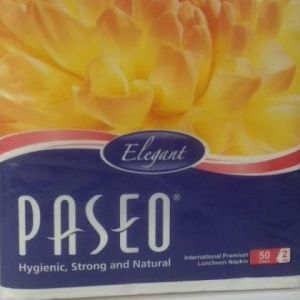 Elegant
PASEO®
Hygienic, Strong and Natural
International Premium
Luncheon Napkin
50
2